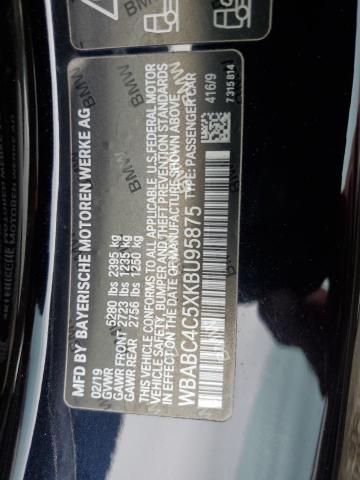 MFD BY BAYERISCHE MOTOREN WERKE AG
02/19
GVWR 5280 lbs 2395 kg
GAWR FRONT 2723 lbs 1235 kg
GAWR REAR 2756 lbs 1250 kg
THIS VEHICLE CONFORMS TO ALL APPLICABLE U.S. FEDERAL MOTOR
VEHICLE SAFETY, BUMPER AND THEFT PREVENTION STANDARDS
IN EFFECT ON THE DATE OF MANUFACTURE SHOWN ABOVE.
WBABC4C5XKBU95875 TYPE: PASSENGER CAR
416/9
7 315 814
BMW
BMW
BMW
BMW